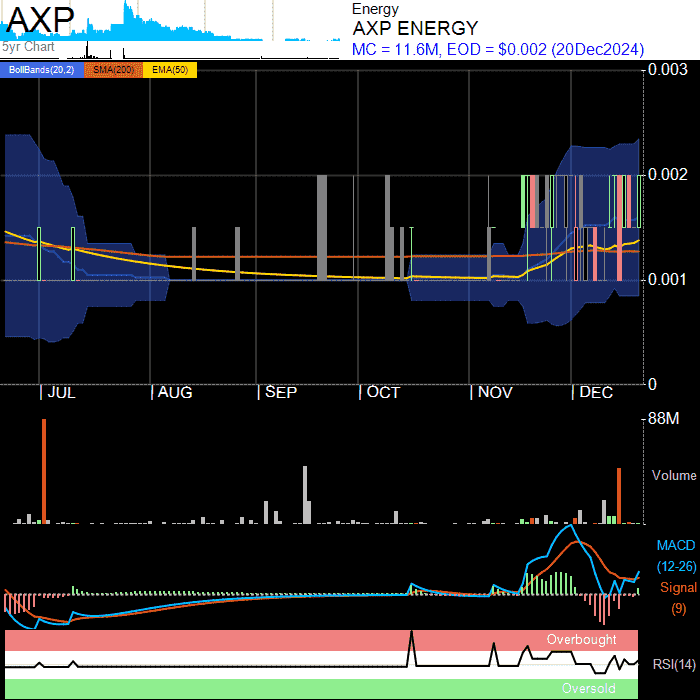 AXP
5yr Chart
Energy
AXP ENERGY
MC = 11.6M, EOD = $0.002 (20Dec2024)
BollBands(20,2) SMA(200) EMA(50)
0.003
0.002
0.001
0
JUL AUG SEP OCT NOV DEC
88M
Volume
MACD
(12-26)
Signal
(9)
Overbought
RSI(14)
Oversold